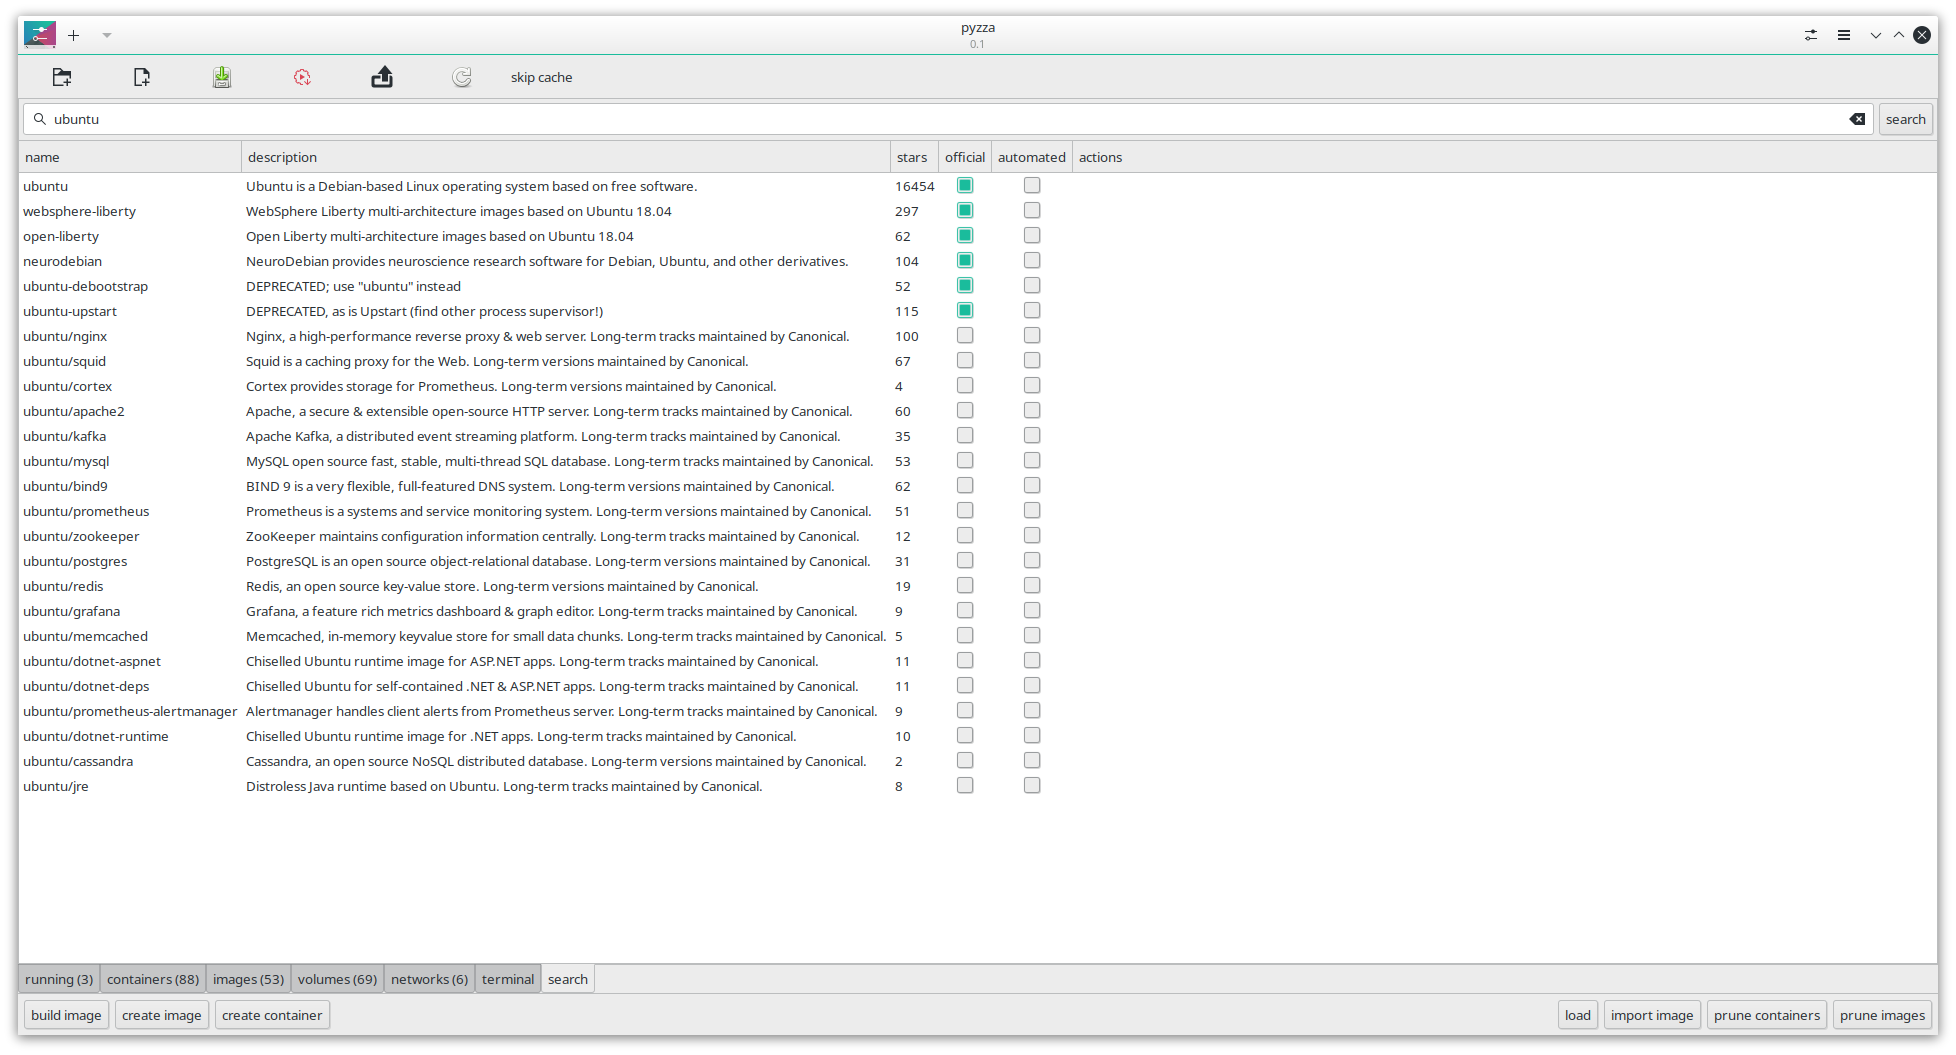 pyzza
0.1
skip cache
ubuntu
search
name description stars official automated actions
ubuntu Ubuntu is a Debian-based Linux operating system based on free software. 16454
websphere-liberty WebSphere Liberty multi-architecture images based on Ubuntu 18.04 297
open-liberty Open Liberty multi-architecture images based on Ubuntu 18.04 62
neurodebian NeuroDebian provides neuroscience research software for Debian, Ubuntu, and other derivatives. 104
ubuntu-debootstrap DEPRECATED; use "ubuntu" instead 52
ubuntu-upstart DEPRECATED, as is Upstart (find other process supervisor!) 115
ubuntu/nginx Nginx, a high-performance reverse proxy & web server. Long-term tracks maintained by Canonical. 100
ubuntu/squid Squid is a caching proxy for the Web. Long-term versions maintained by Canonical. 67
ubuntu/cortex Cortex provides storage for Prometheus. Long-term versions maintained by Canonical. 4
ubuntu/apache2 Apache, a secure & extensible open-source HTTP server. Long-term tracks maintained by Canonical. 60
ubuntu/kafka Apache Kafka, a distributed event streaming platform. Long-term tracks maintained by Canonical. 35
ubuntu/mysql MySQL open source fast, stable, multi-thread SQL database. Long-term tracks maintained by Canonical. 53
ubuntu/bind9 BIND 9 is a very flexible, full-featured DNS system. Long-term versions maintained by Canonical. 62
ubuntu/prometheus Prometheus is a systems and service monitoring system. Long-term versions maintained by Canonical. 51
ubuntu/zookeeper ZooKeeper maintains configuration information centrally. Long-term tracks maintained by Canonical. 12
ubuntu/postgres PostgreSQL is an open source object-relational database. Long-term versions maintained by Canonical. 31
ubuntu/redis Redis, an open source key-value store. Long-term versions maintained by Canonical. 19
ubuntu/grafana Grafana, a feature rich metrics dashboard & graph editor. Long-term tracks maintained by Canonical. 9
ubuntu/memcached Memcached, in-memory keyvalue store for small data chunks. Long-term tracks maintained by Canonical. 5
ubuntu/dotnet-aspnet Chiselled Ubuntu runtime image for ASP.NET apps. Long-term tracks maintained by Canonical. 11
ubuntu/dotnet-deps Chiselled Ubuntu for self-contained .NET & ASP.NET apps. Long-term tracks maintained by Canonical. 11
ubuntu/prometheus-alertmanager Alertmanager handles client alerts from Prometheus server. Long-term tracks maintained by Canonical. 9
ubuntu/dotnet-runtime Chiselled Ubuntu runtime image for .NET apps. Long-term tracks maintained by Canonical. 10
ubuntu/cassandra Cassandra, an open source NoSQL distributed database. Long-term versions maintained by Canonical. 2
ubuntu/jre Distroless Java runtime based on Ubuntu. Long-term tracks maintained by Canonical. 8
running (3) containers (88) images (53) volumes (69) networks (6) terminal search
build image create image create container load import image prune containers prune images